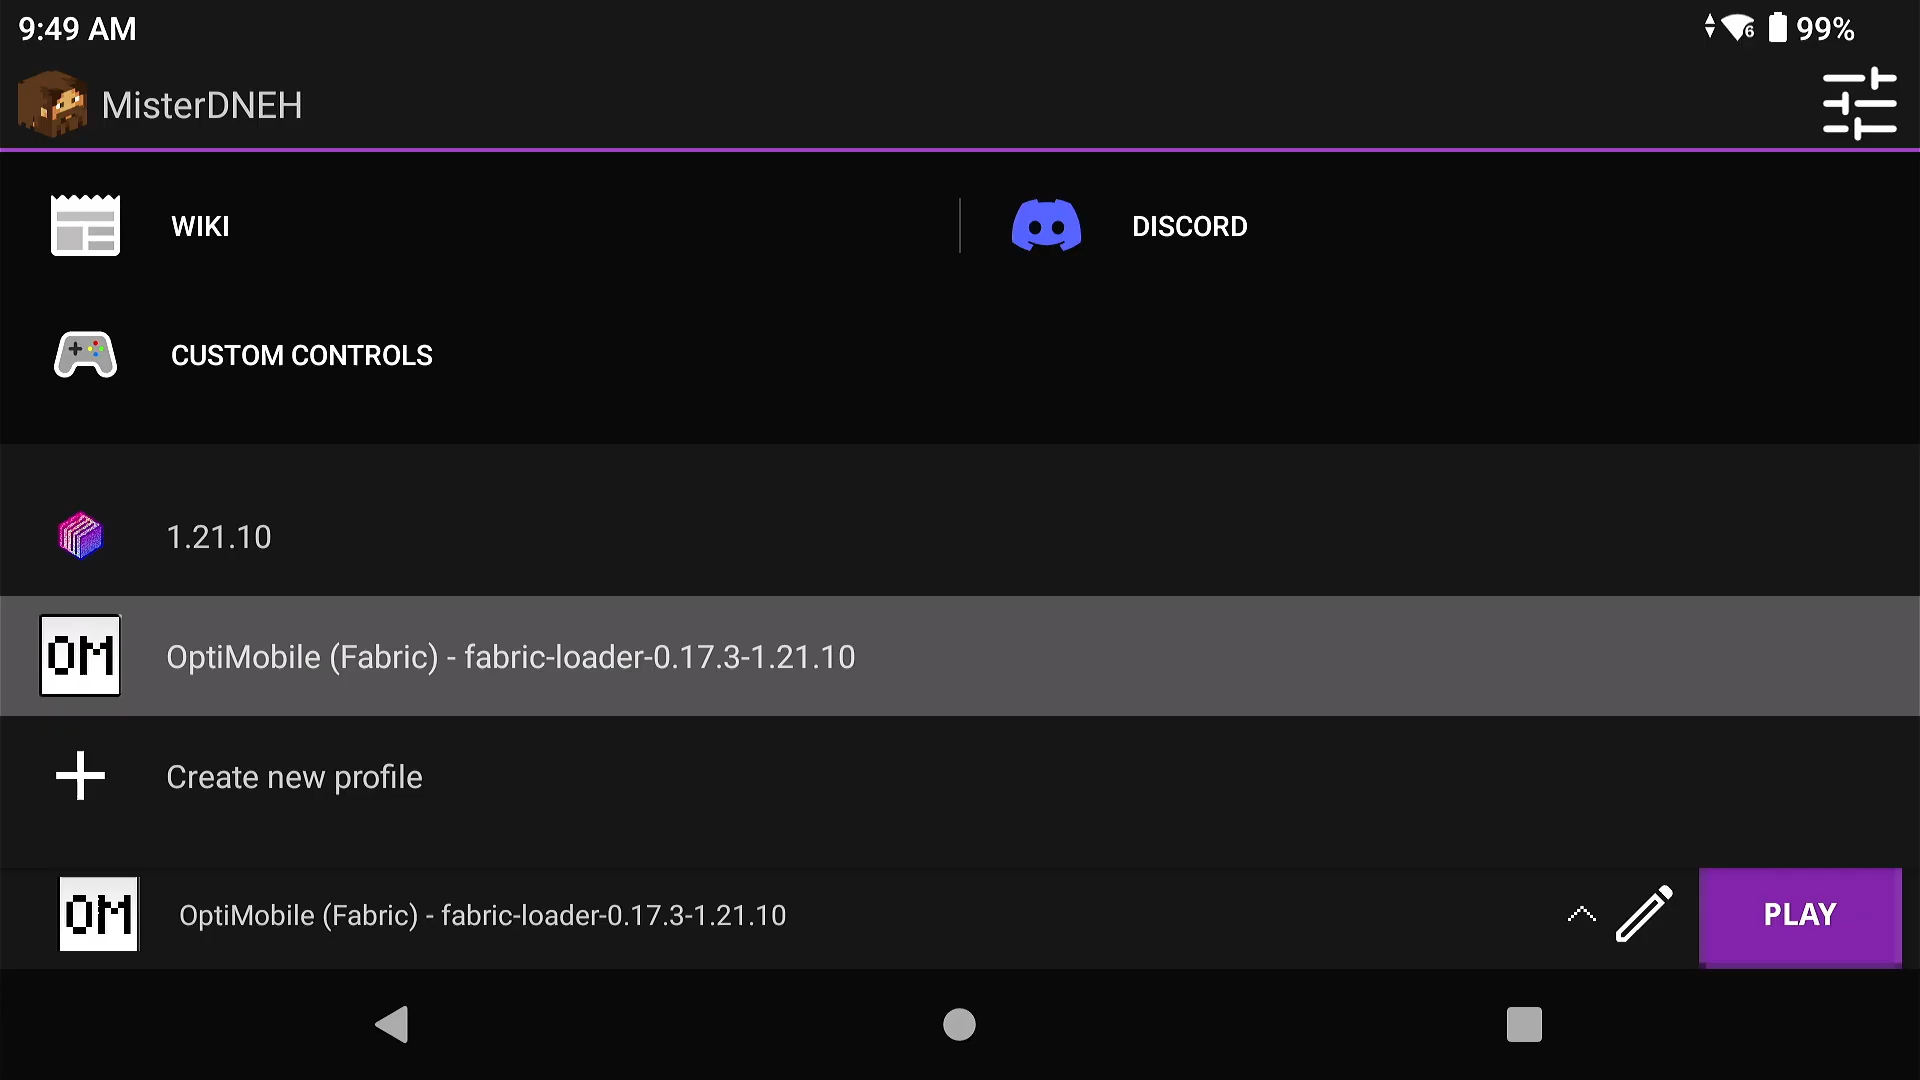 9:49 AM
6 99%
MisterDNEH
WIKI
DISCORD
CUSTOM CONTROLS
1.21.10
OM OptiMobile (Fabric) - fabric-loader-0.17.3-1.21.10
Create new profile
OM OptiMobile (Fabric) - fabric-loader-0.17.3-1.21.10
PLAY